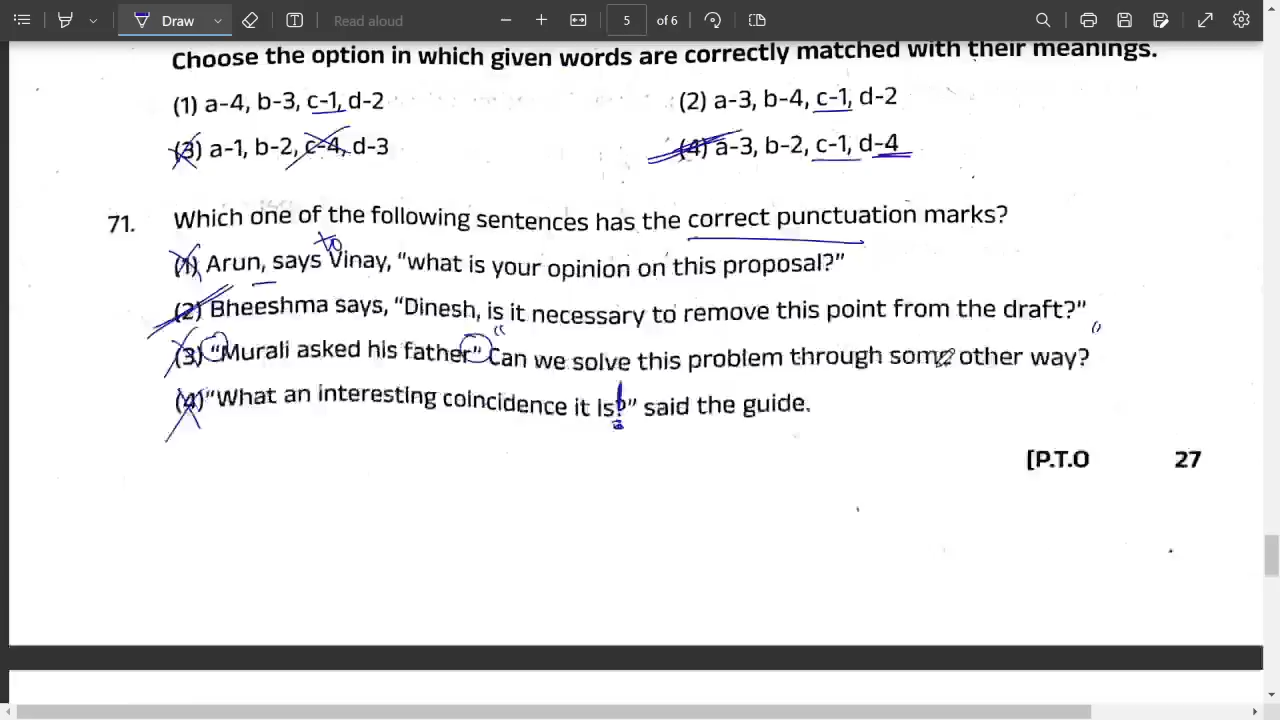 Draw
Read aloud
5 of 6
Choose the option in which given words are correctly matched with their meanings.
(1) a-4, b-3, c-1, d-2
(2) a-3, b-4, c-1, d-2
(3) a-1, b-2, c-4, d-3
(4) a-3, b-2, c-1, d-4
71. Which one of the following sentences has the correct punctuation marks?
to
(1) Arun, says Vinay, “what is your opinion on this proposal?”
(2) Bheeshma says, “Dinesh, is it necessary to remove this point from the draft?”
(3) “Murali asked his father” Can we solve this problem through some other way?
(4) “What an interesting coincidence it is!” said the guide.
[P.T.O 27